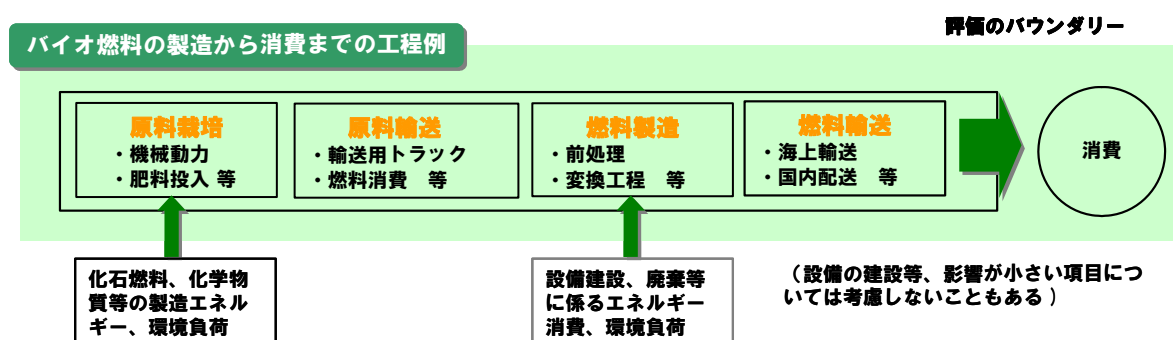 評価のバウンダリー
バイオ燃料の製造から消費までの工程例
原料栽培
・機械動力
・肥料投入 等
原料輸送
・輸送用トラック
・燃料消費　等
燃料製造
・前処理
・変換工程　等
燃料輸送
・海上輸送
・国内配送　等
消費
化石燃料、化学物
質等の製造エネル
ギー、環境負荷
設備建設、廃棄等
に係るエネルギー
消費、環境負荷
（設備の建設等、影響が小さい項目につ
いては考慮しないこともある）